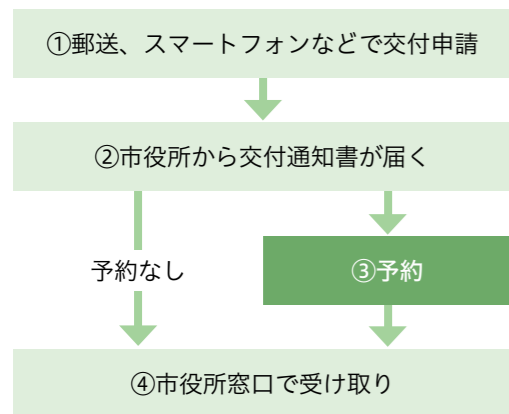 ①郵送、スマートフォンなどで交付申請
②市役所から交付通知書が届く
予約なし
③予約
④市役所窓口で受け取り